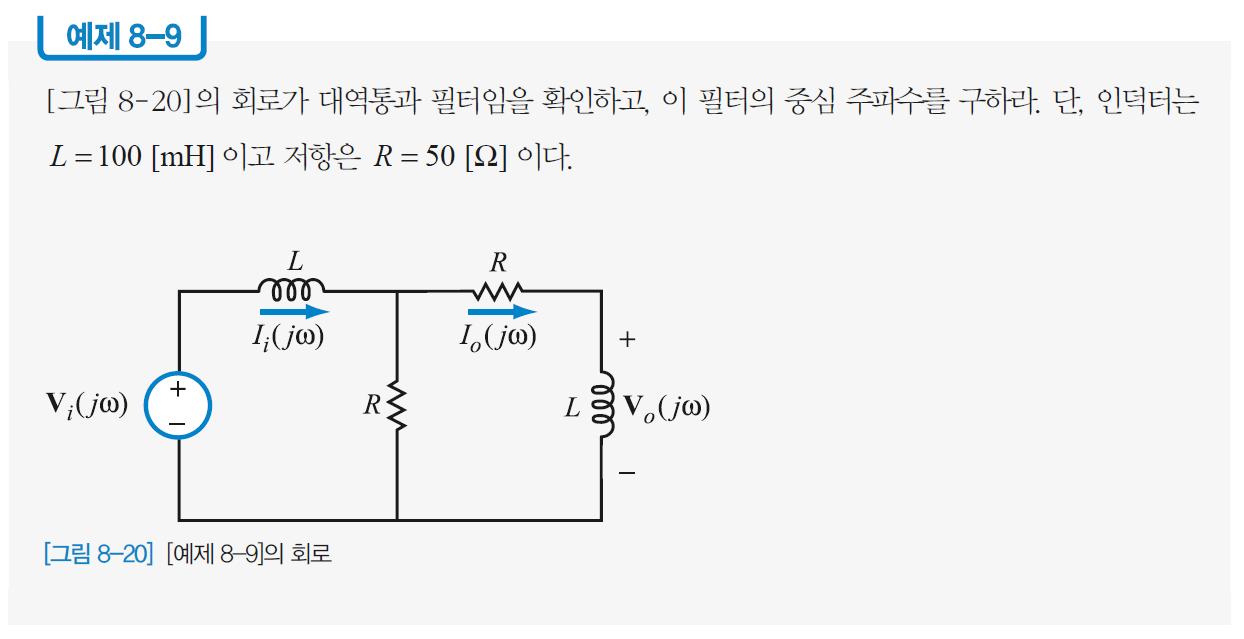 예제 8–9
[그림 8-20]의 회로가 대역통과 필터임을 확인하고, 이 필터의 중심 주파수를 구하라. 단, 인덕터는
L = 100 [mH] 이고 저항은 R = 50 [Ω] 이다.
L
R
I_i(jω)
I_o(jω)
+
+
V_i(jω)
R
L
V_o(jω)
−
−
[그림 8–20] [예제 8–9]의 회로